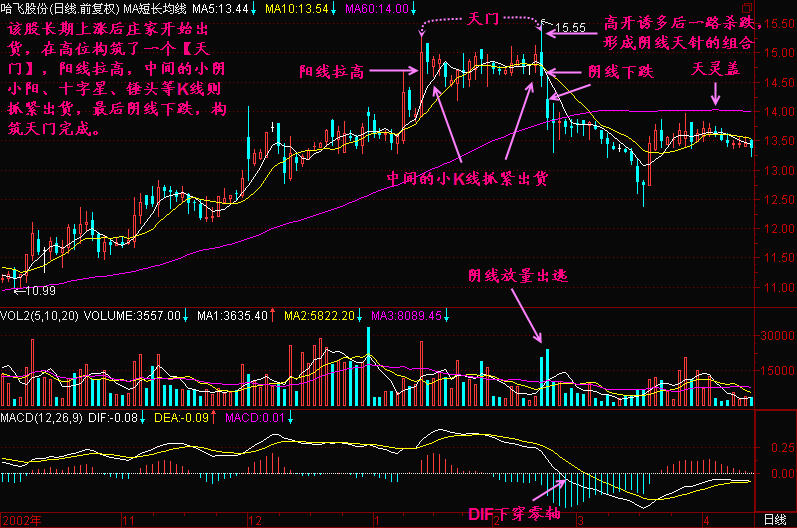 哈飞股份(日线.前复权) MA短长均线 MA5:13.44↓ MA10:13.54↓ MA60:14.00↓
该股长期上涨后庄家开始出
货，在高位构筑了一个【天
门】，阳线拉高，中间的小阴
小阳、十字星、锤头等K线则
抓紧出货，最后阴线下跌，构
筑天门完成。
天门
15.55
高开诱多后一路杀跌，
形成阴线天针的组合
阳线拉高
阴线下跌
天灵盖
中间的小K线抓紧出货
10.99
15.50
15.00
14.50
14.00
13.50
13.00
12.50
12.00
11.50
11.00
阴线放量出逃
VOL2(5,10,20) VOLUME:3557.00↓ MA1:3635.40↑ MA2:5822.20↓ MA3:8089.45↓
30000
15000
MACD(12,26,9) DIF:-0.08↓ DEA:-0.09↑ MACD:0.01↓
0.25
0.00
DIF下穿零轴
2002年 11 12 1 2 3 4 日线